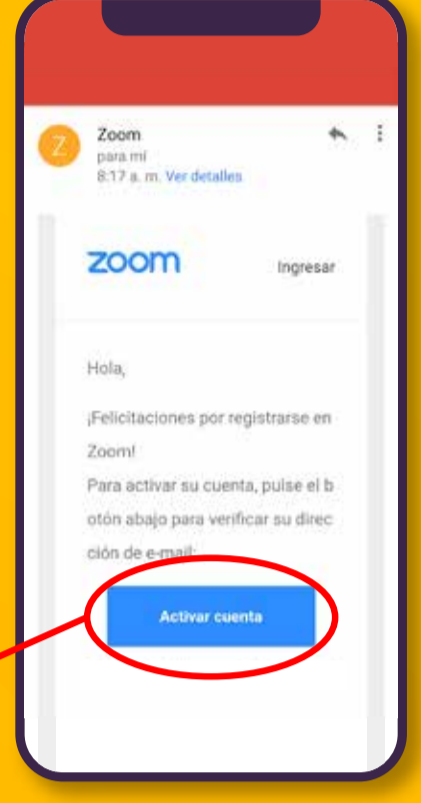 Z
Zoom
para mí
8:17 a. m. Ver detalles
zoom
Ingresar
Hola,
¡Felicitaciones por registrarse en
Zoom!
Para activar su cuenta, pulse el b
otón abajo para verificar su direc
ción de e-mail:
Activar cuenta